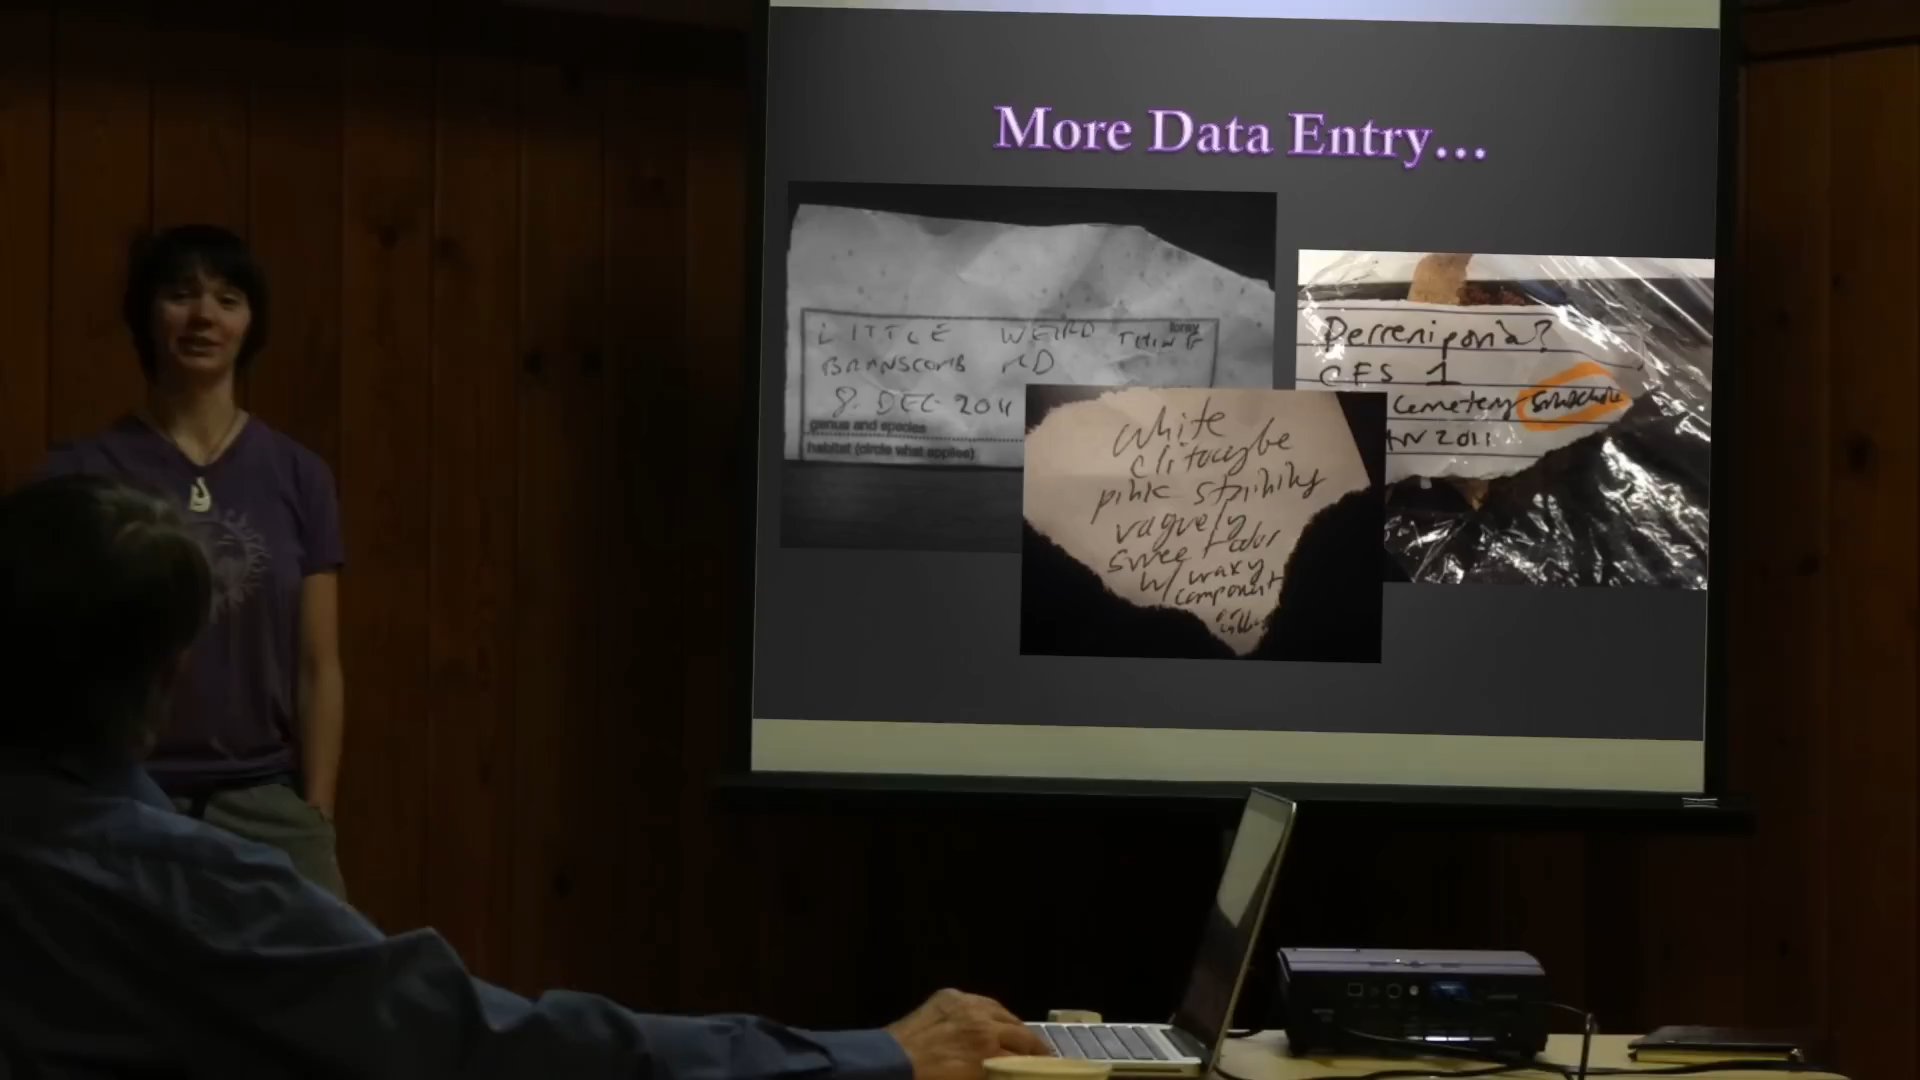 More Data Entry...
LITTLE WEIRD THING
BRANSCOMB RD
8 DEC 2011
genus and species
habitat (circle what applies)
white
clitocybe
pink staining
vaguely
sweet odor
w/ waxy
component
Perreniporia?
CFS 1
Cemetery
2011